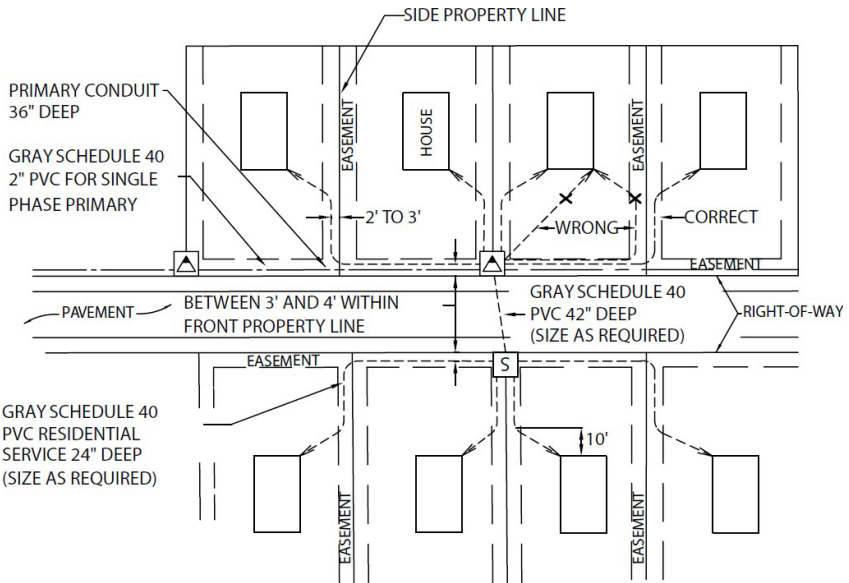 SIDE PROPERTY LINE
PRIMARY CONDUIT
36" DEEP
GRAY SCHEDULE 40
2" PVC FOR SINGLE
PHASE PRIMARY
EASEMENT
HOUSE
EASEMENT
2' TO 3'
WRONG
CORRECT
EASEMENT
PAVEMENT
BETWEEN 3' AND 4' WITHIN
FRONT PROPERTY LINE
GRAY SCHEDULE 40
PVC 42" DEEP
(SIZE AS REQUIRED)
RIGHT-OF-WAY
EASEMENT
S
GRAY SCHEDULE 40
PVC RESIDENTIAL
SERVICE 24" DEEP
(SIZE AS REQUIRED)
10'
EASEMENT
EASEMENT